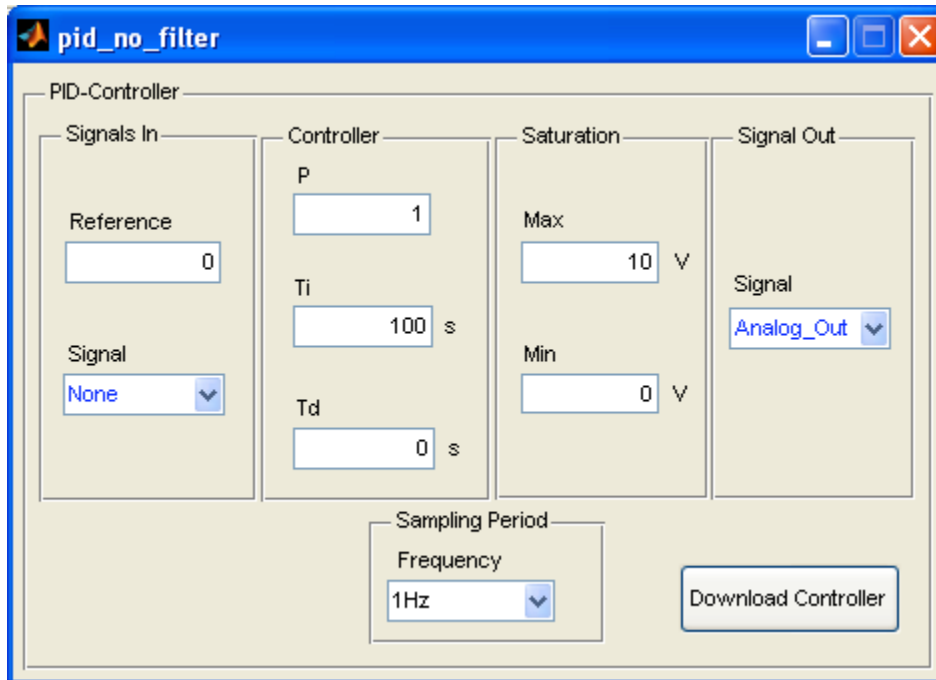 pid_no_filter
PID-Controller
Signals In
Reference
0
Signal
None
Controller
P
1
Ti
100 s
Td
0 s
Saturation
Max
10 V
Min
0 V
Signal Out
Signal
Analog_Out
Sampling Period
Frequency
1Hz
Download Controller